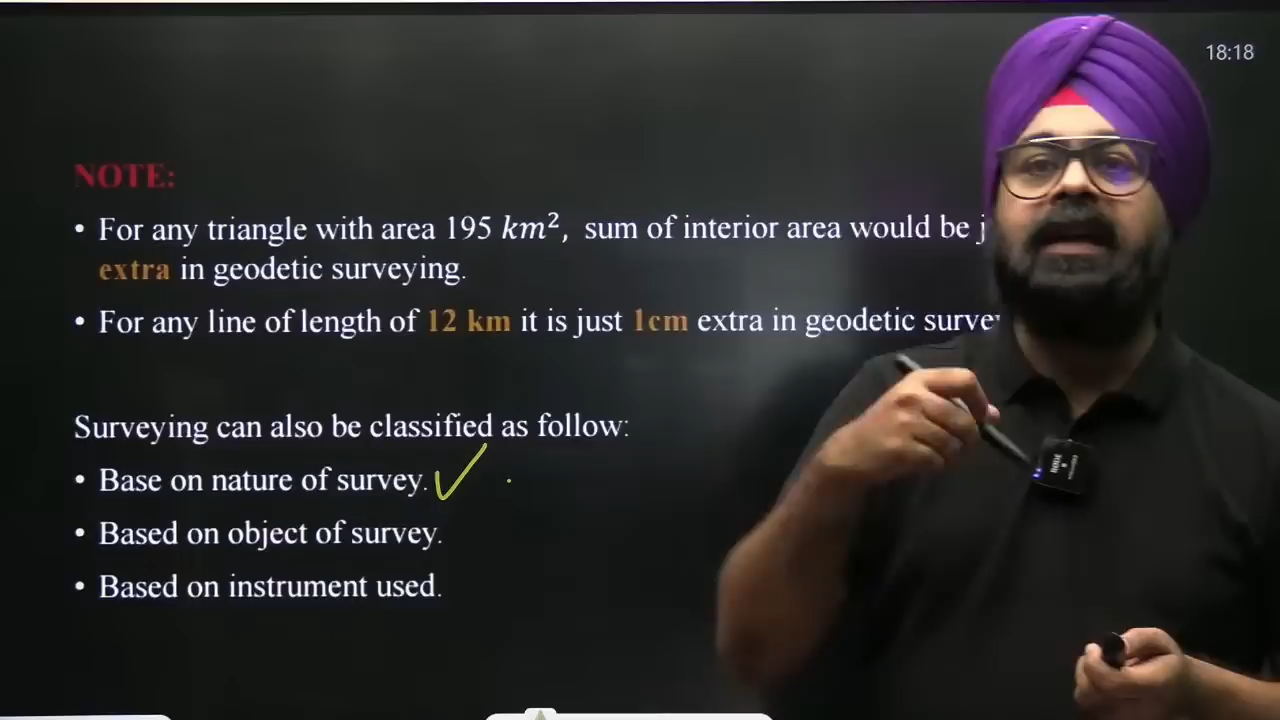 18:18
NOTE:
• For any triangle with area 195 km², sum of interior area would be j
extra in geodetic surveying.
• For any line of length of 12 km it is just 1cm extra in geodetic surve
Surveying can also be classified as follow:
• Base on nature of survey.
• Based on object of survey.
• Based on instrument used.